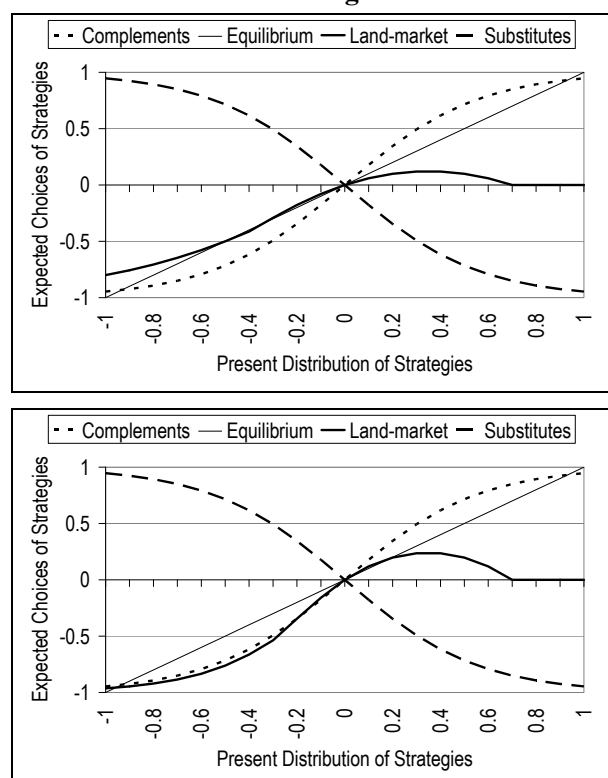 Complements Equilibrium Land-market Substitutes
1
0.5
0
-0.5
-1
Expected Choices of Strategies
-1 -0.8 -0.6 -0.4 -0.2 0 0.2 0.4 0.6 0.8 1
Present Distribution of Strategies
Complements Equilibrium Land-market Substitutes
1
0.5
0
-0.5
-1
Expected Choices of Strategies
-1 -0.8 -0.6 -0.4 -0.2 0 0.2 0.4 0.6 0.8 1
Present Distribution of Strategies